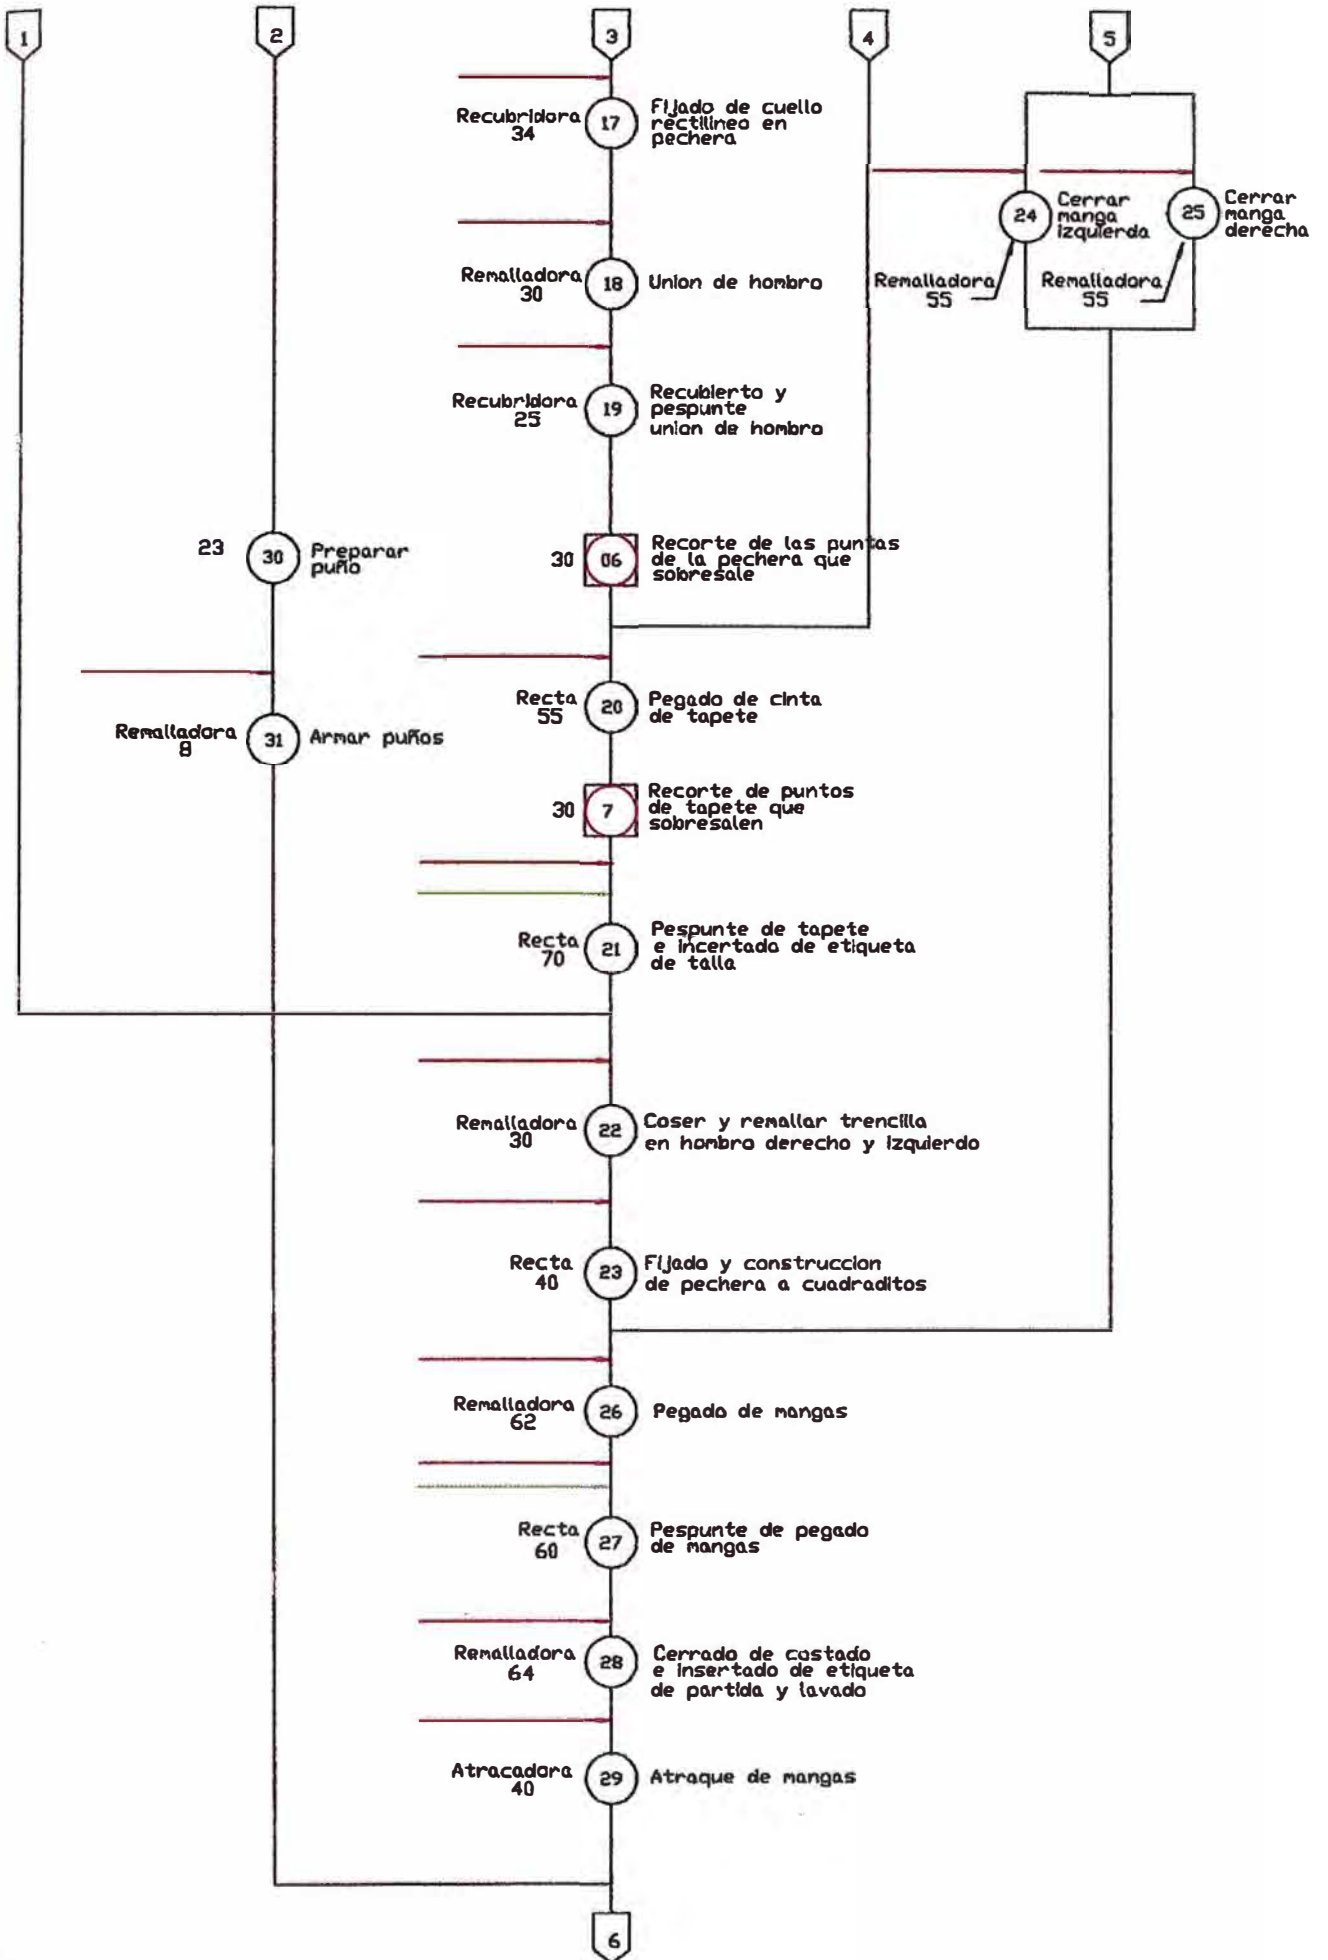 1
2
3
4
5
Recubridora
34
17
Fijado de cuello
rectilineo en
pechera
24
Cerrar
manga
izquierda
25
Cerrar
manga
derecha
Remalladora
55
Remalladora
55
Remalladora
30
18
Union de hombro
Recubridora
25
19
Recubierto y
pespunte
union de hombro
23
30
Preparar
puño
30
06
Recorte de las puntas
de la pechera que
sobresale
Remalladora
8
31
Armar puños
Recta
55
20
Pegado de cinta
de tapete
30
7
Recorte de puntos
de tapete que
sobresalen
Recta
70
21
Pespunte de tapete
e incertado de etiqueta
de talla
Remalladora
30
22
Coser y remallar trencilla
en hombro derecho y izquierdo
Recta
40
23
Fijado y construccion
de pechera a cuadraditos
Remalladora
62
26
Pegado de mangas
Recta
60
27
Pespunte de pegado
de mangas
Remalladora
64
28
Cerrado de costado
e insertado de etiqueta
de partida y lavado
Atracadora
40
29
Atraque de mangas
6